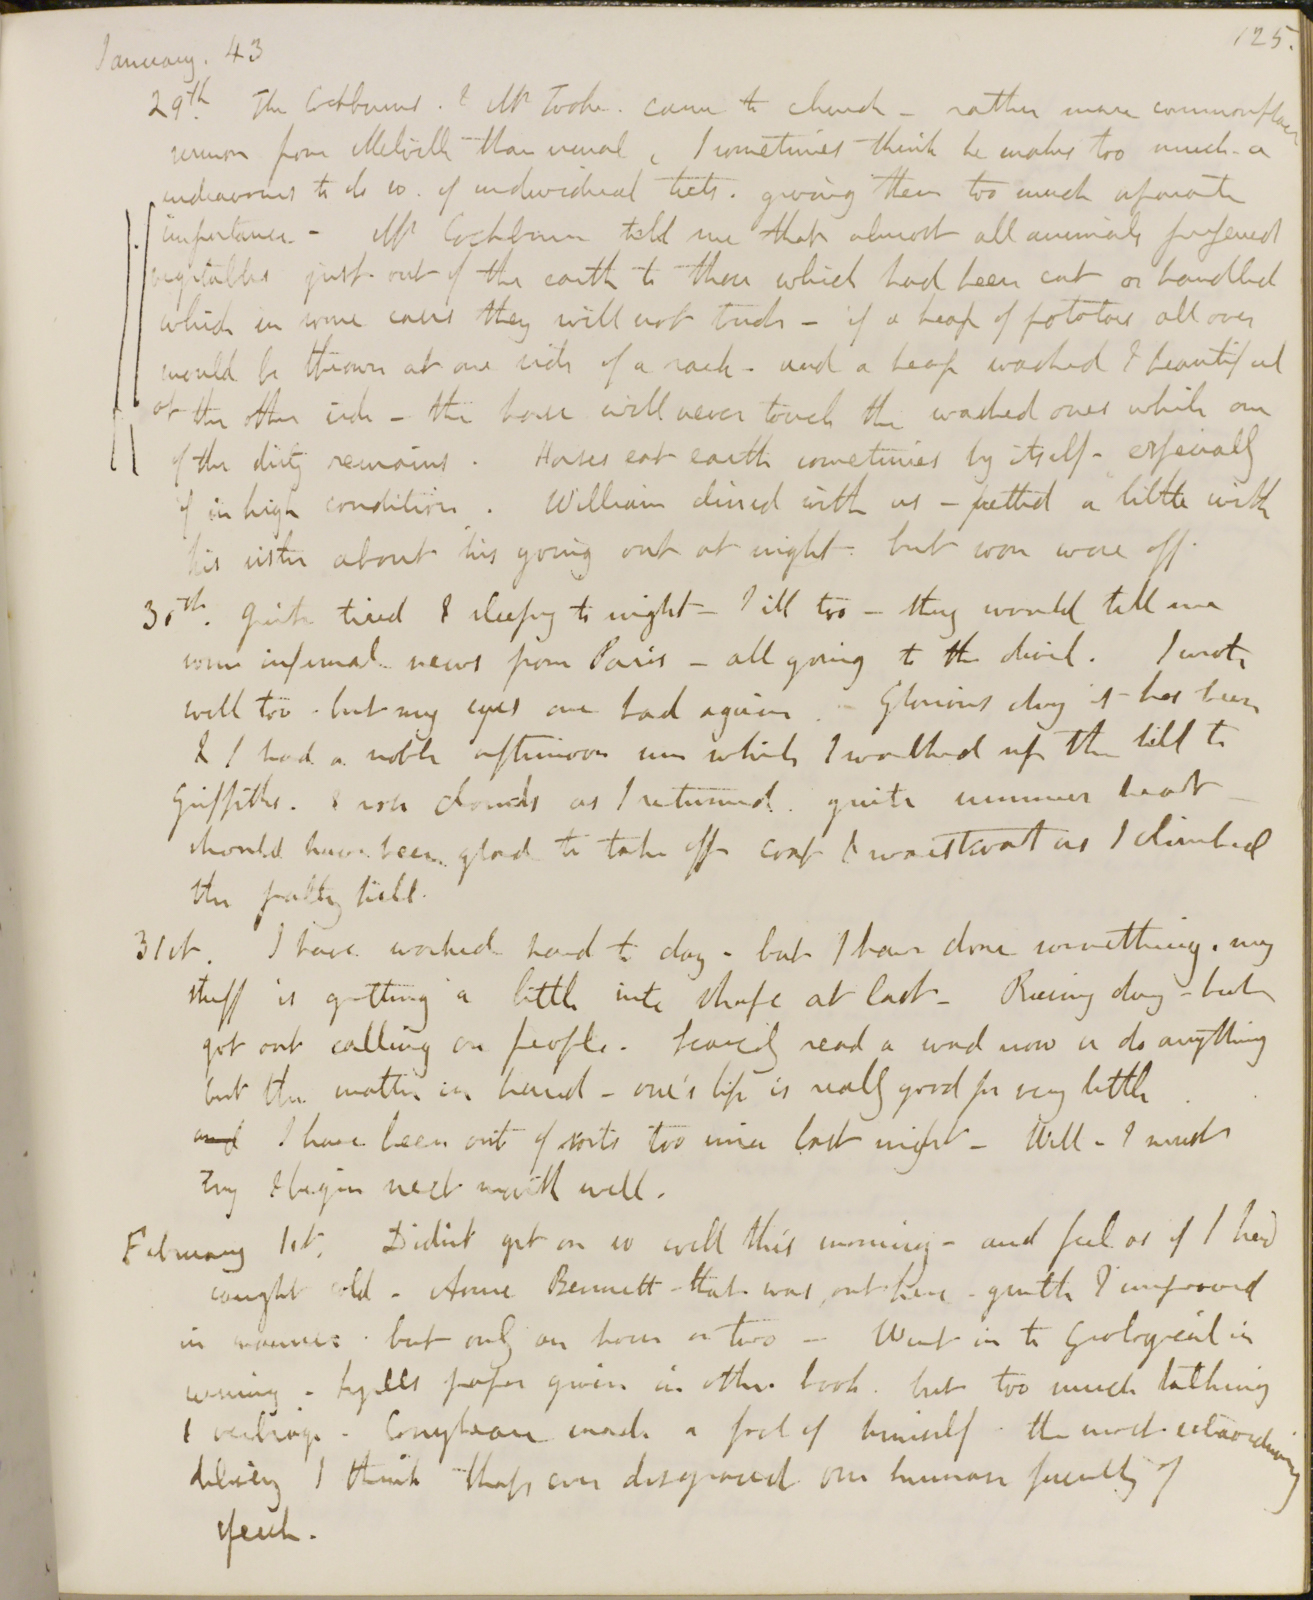 January. 43
125.
29th. The Cockburns. & Mr Tooke. came to church - rather more commonplace
sermon from Melvill than usual, I sometimes think he makes too much - or
endeavours to do so. of individual texts. giving them too much separate
importance - Mr Cockburn told me that almost all animals prefered
vegetables just out of the earth to those which had been cut or handled
which in some cases they will not touch - if a heap of potatoes all over
would be thrown at one side of a rack - and a heap washed & beautiful
at the other side - the horse will never touch the washed ones while one
of the dirty remains. Horses eat earth sometimes by itself - especially
if in high condition. William dined with us - petted a little with
his sister about his going out at night. but soon wore off.
30th. Quite tired & sleepy to night - & ill too - they would tell me
some infernal news from Paris - all going to the devil. I wrote
well too. but my eyes are bad again. Glorious day it has been
& I had a noble afternoon sun while I walked up the hill to
Griffiths. & rosy clouds as I returned. quite summer heat -
should have been glad to take off coat & waistcoat as I climbed
the paltry hill.
31st. I have worked hard to day - but I have done something. my
stuff is getting a little into shape at last - Rainy day - but
got out calling on people. Scarcely read a word now or do anything
but the matter in hand - one's life is really good for very little
and I have been out of sorts too since last night - Well - I must
try & begin next month well.
February 1st. Didn't get on so well this morning - and feel as if I had
caught cold - Anne Bennett that was, out here - gentle & improved
in manner. but only an hour or two - Went in to Geological in
evening - Lyells paper given in other book. but too much talking
& verbiage - Conybeare made a fool of himself. the most extraordinary
delivery I think that ever disgraced our human faculty of
speech.